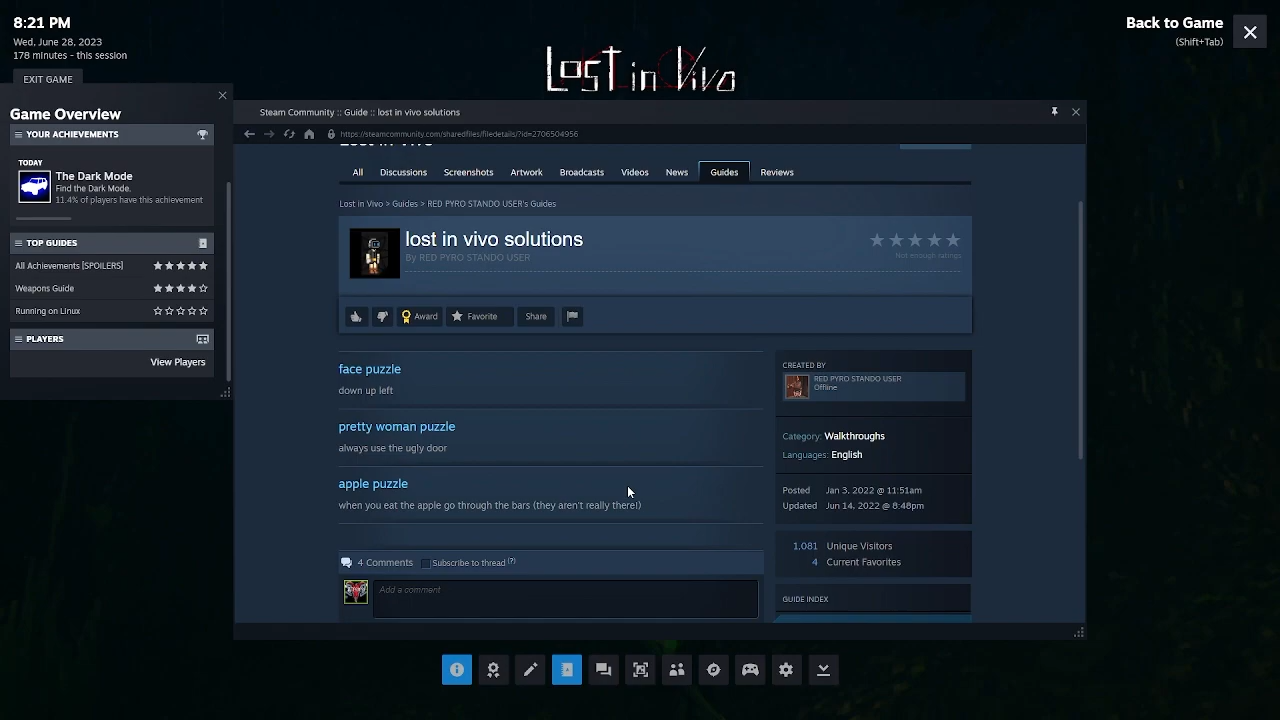 8:21 PM
Wed, June 28, 2023
178 minutes - this session
EXIT GAME
Lost in Vivo
Back to Game
(Shift+Tab)
Game Overview
YOUR ACHIEVEMENTS
TODAY
The Dark Mode
Find the Dark Mode.
11.4% of players have this achievement
TOP GUIDES
All Achievements [SPOILERS]
Weapons Guide
Running on Linux
PLAYERS
View Players
Steam Community :: Guide :: lost in vivo solutions
https://steamcommunity.com/sharedfiles/filedetails/?id=2706504956
Lost in Vivo
All Discussions Screenshots Artwork Broadcasts Videos News Guides Reviews
Lost in Vivo > Guides > RED PYRO STANDO USER's Guides
lost in vivo solutions
By RED PYRO STANDO USER
Not enough ratings
Award Favorite Share
face puzzle
down up left
pretty woman puzzle
always use the ugly door
apple puzzle
when you eat the apple go through the bars (they aren't really there!)
4 Comments Subscribe to thread (?)
Add a comment
CREATED BY
RED PYRO STANDO USER
Offline
Category: Walkthroughs
Languages: English
Posted Jan 3, 2022 @ 11:51am
Updated Jun 14, 2022 @ 8:48pm
1,081 Unique Visitors
4 Current Favorites
GUIDE INDEX